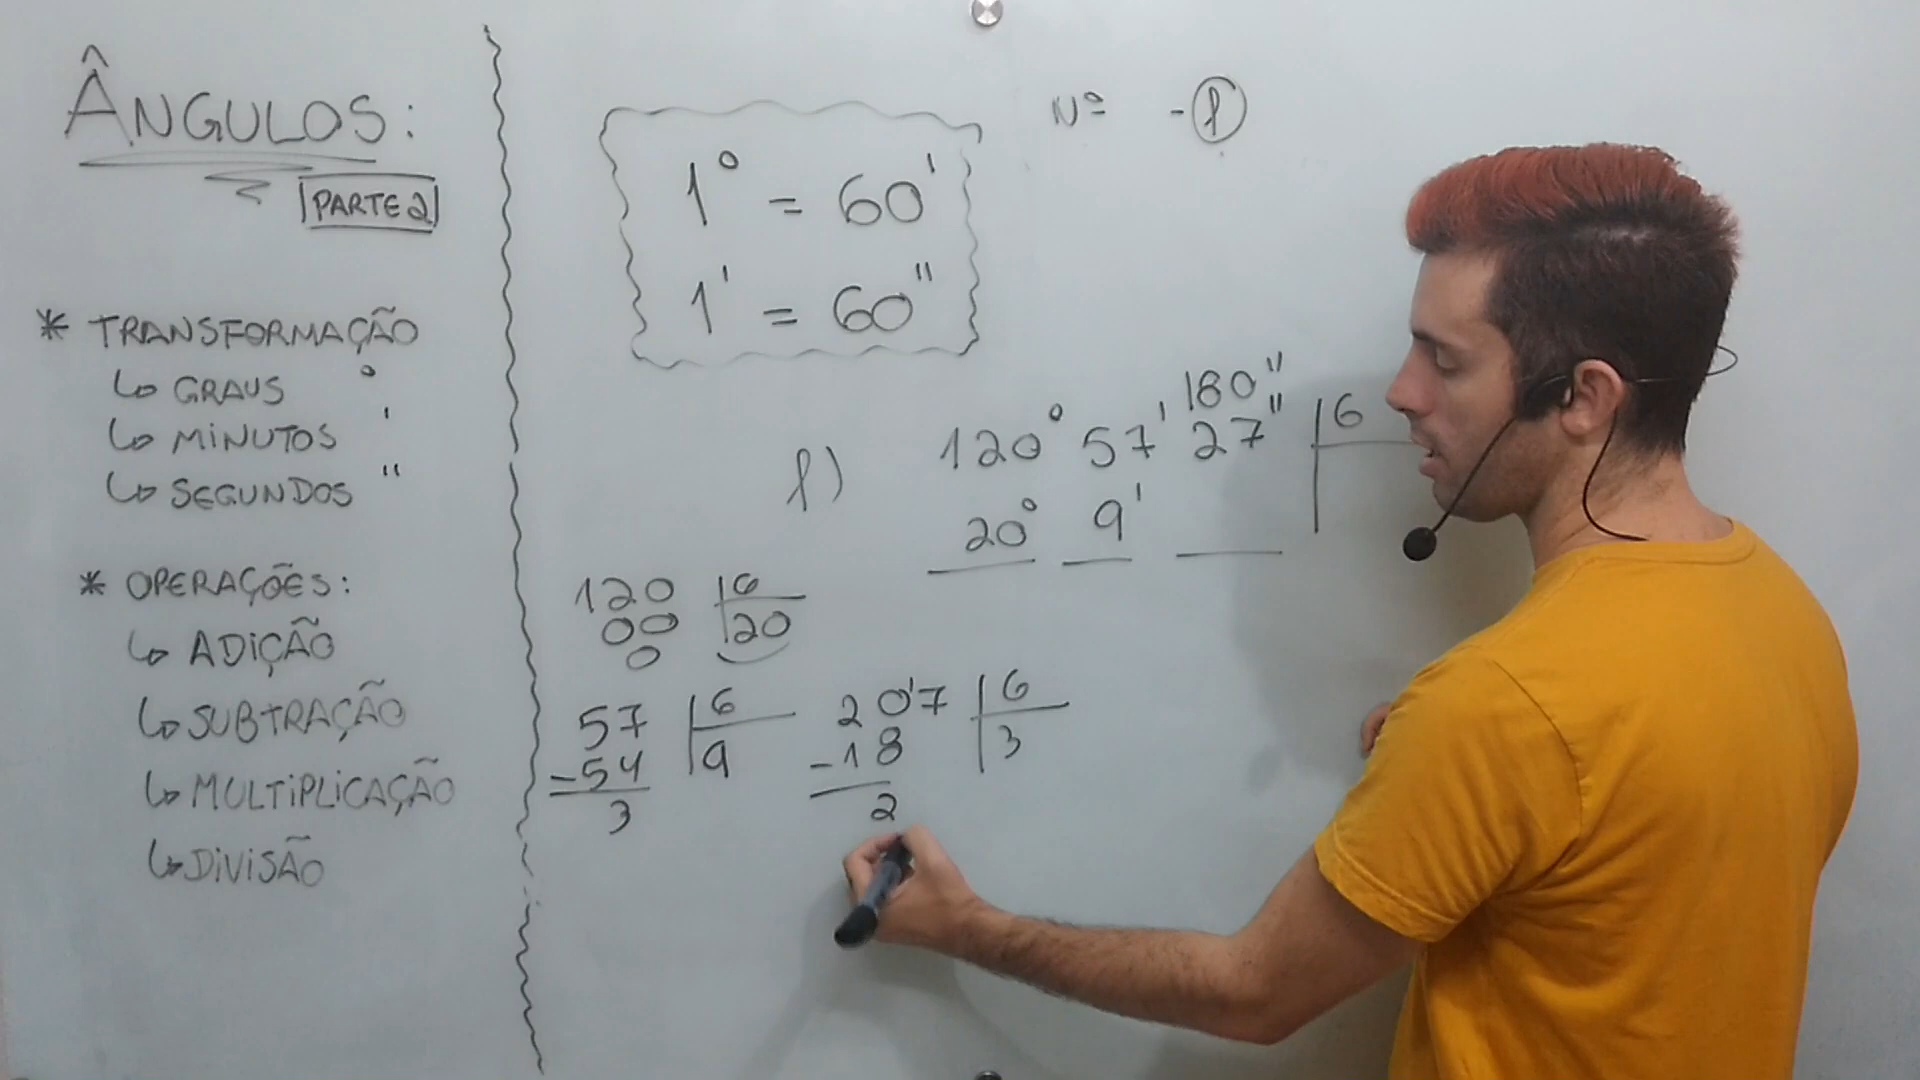 ÂNGULOS:
PARTE 2
* TRANSFORMAÇÃO
↳ GRAUS °
↳ MINUTOS '
↳ SEGUNDOS "
* OPERAÇÕES:
↳ ADIÇÃO
↳ SUBTRAÇÃO
↳ MULTIPLICAÇÃO
↳ DIVISÃO
1° = 60'
1' = 60"
Nº - f
180"
f) 120° 57' 27" 6
20° 9'
120 6
00 20
0
57 6
-54 9
3
20'7 6
-18 3
2